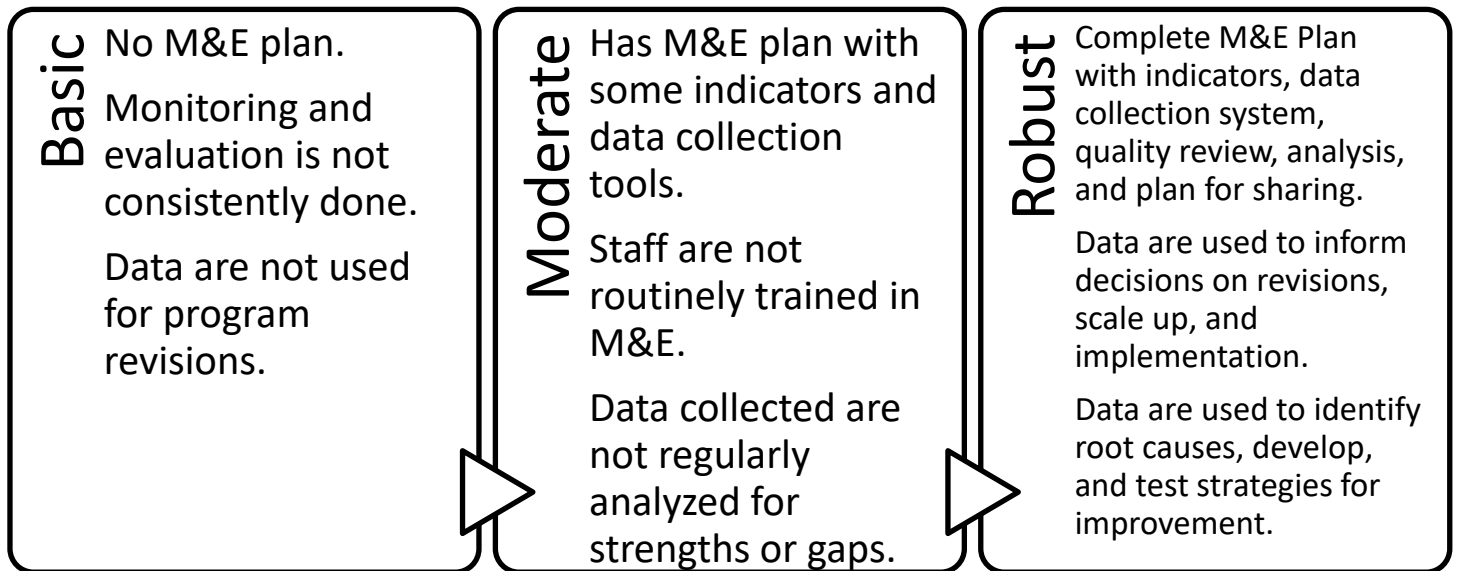 Basic
No M&E plan.
Monitoring and
evaluation is not
consistently done.
Data are not used
for program
revisions.
Moderate
Has M&E plan with
some indicators and
data collection
tools.
Staff are not
routinely trained in
M&E.
Data collected are
not regularly
analyzed for
strengths or gaps.
Robust
Complete M&E Plan
with indicators, data
collection system,
quality review, analysis,
and plan for sharing.
Data are used to inform
decisions on revisions,
scale up, and
implementation.
Data are used to identify
root causes, develop,
and test strategies for
improvement.